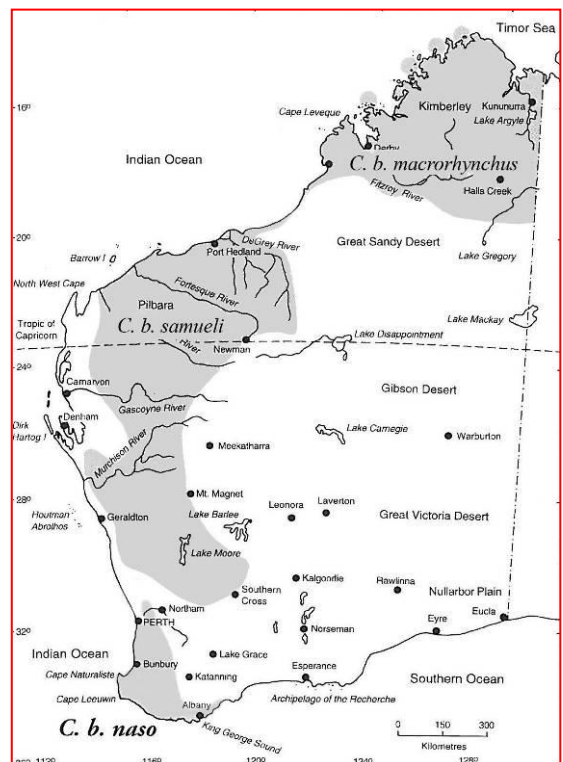 Timor Sea
16°
Kimberley
Kununurra
Cape Leveque
Lake Argyle
Derby
Indian Ocean
C. b. macrorhynchus
Fitzroy River
Halls Creek
20°
DeGrey River
Great Sandy Desert
Port Hedland
Barrow I
Lake Gregory
North West Cape
Fortesque River
Pilbara
Lake Mackay
Tropic of
Capricorn
C. b. samueli
Lake Disappointment
River
Newman
24°
Gibson Desert
Carnarvon
Gascoyne River
Denham
Dirk
Hartog I
Lake Carnegie
Warburton
Meekatharra
Murchison River
28°
Mt. Magnet
Laverton
Leonora
Houtman
Abrolhos
Geraldton
Lake Barlee
Great Victoria Desert
Lake Moore
Kalgoorlie
Rawlinna
Nullarbor Plain
Southern
Cross
Northam
PERTH
Eucla
32°
Norseman
Eyre
Indian Ocean
Lake Grace
Bunbury
Cape Naturaliste
Katanning
Esperance
Southern Ocean
Cape Leeuwin
Albany
Archipelago of the Recherche
C. b. naso
King George Sound
0 150 300
Kilometres
112°
116°
120°
124°
128°